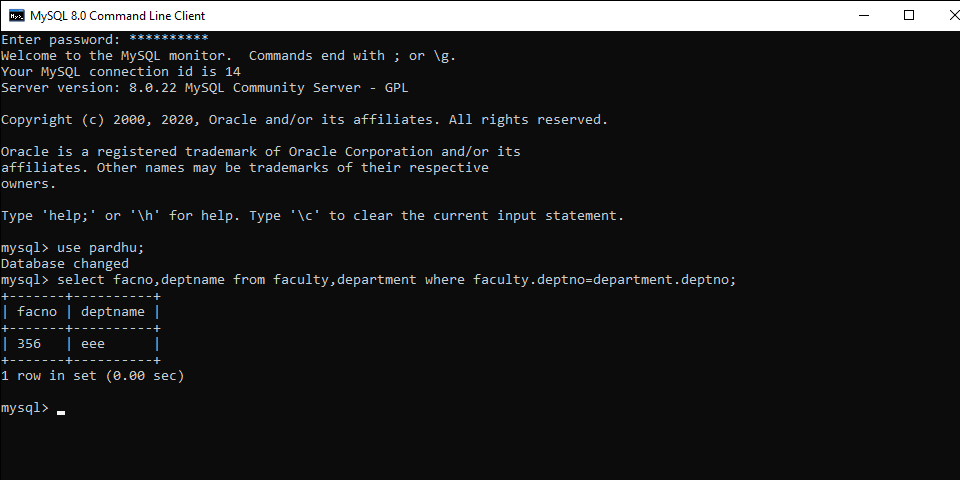 MySQL 8.0 Command Line Client
Enter password: **********
Welcome to the MySQL monitor.  Commands end with ; or \g.
Your MySQL connection id is 14
Server version: 8.0.22 MySQL Community Server - GPL
Copyright (c) 2000, 2020, Oracle and/or its affiliates. All rights reserved.
Oracle is a registered trademark of Oracle Corporation and/or its
affiliates. Other names may be trademarks of their respective
owners.
Type 'help;' or '\h' for help. Type '\c' to clear the current input statement.
mysql> use pardhu;
Database changed
mysql> select facno,deptname from faculty,department where faculty.deptno=department.deptno;
+-------+----------+
| facno | deptname |
+-------+----------+
| 356   | eee      |
+-------+----------+
1 row in set (0.00 sec)
mysql> _